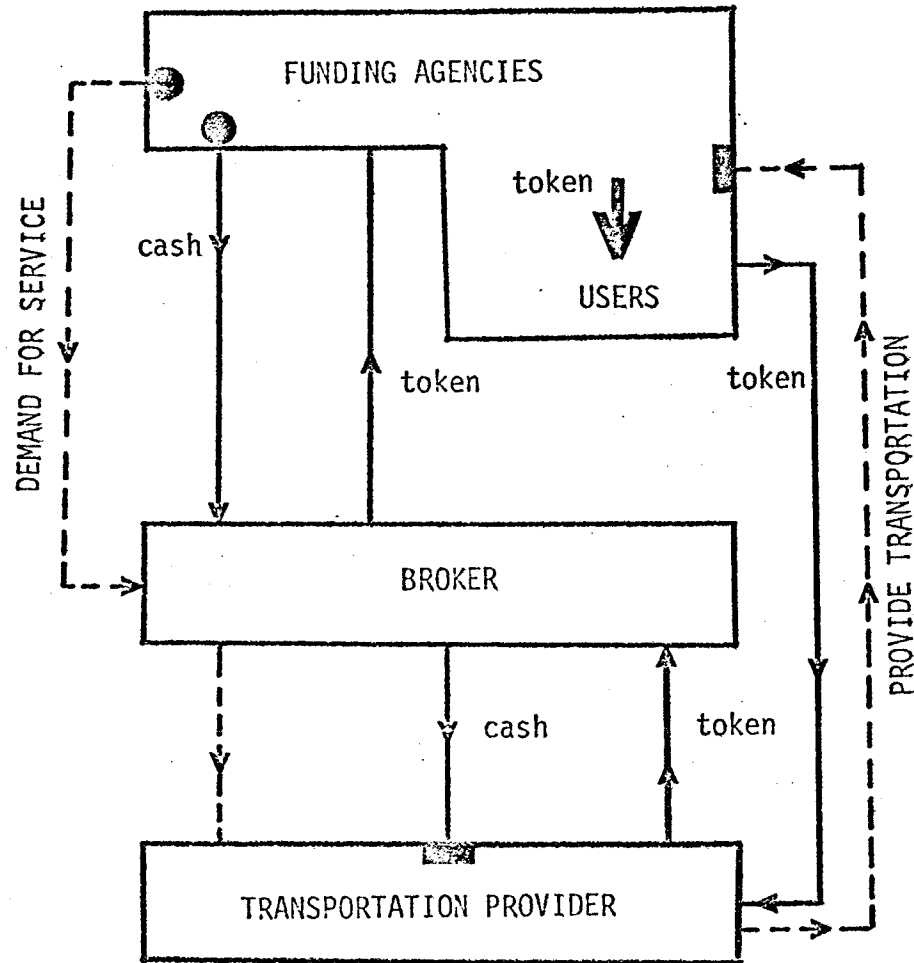 FUNDING AGENCIES
token
USERS
cash
token
token
DEMAND FOR SERVICE
PROVIDE TRANSPORTATION
BROKER
cash
token
TRANSPORTATION PROVIDER